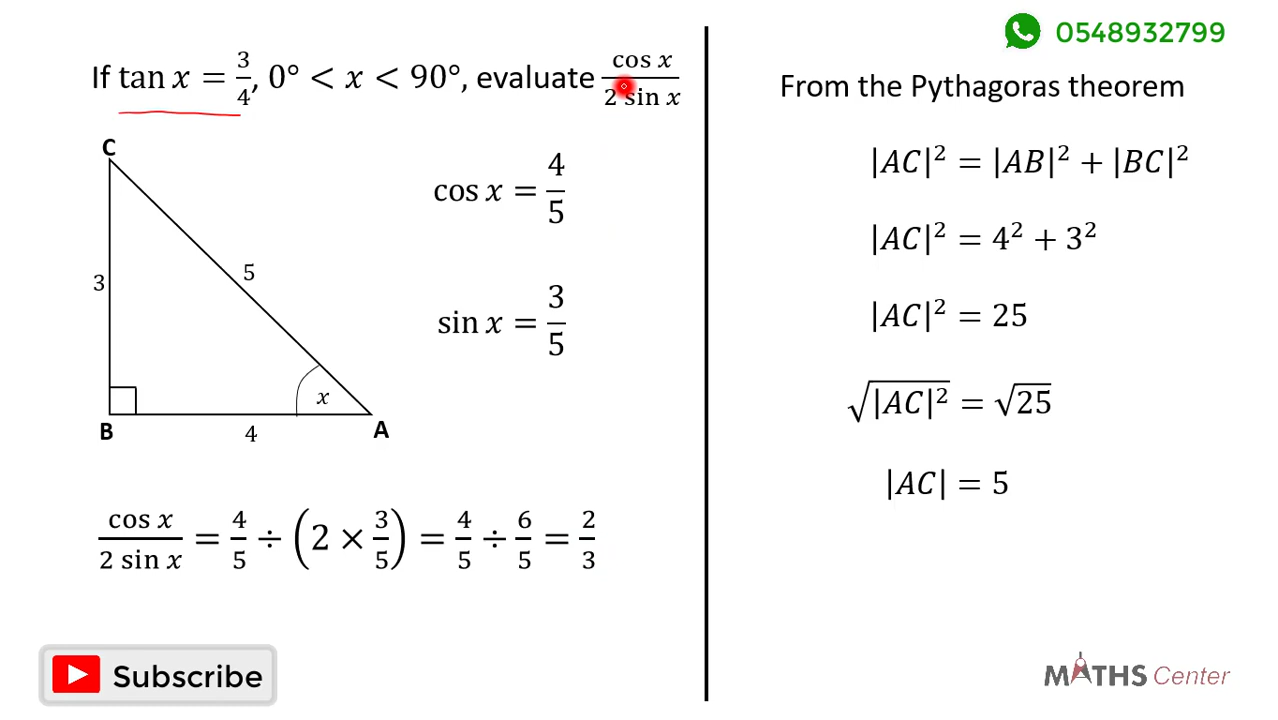 If tan x = 3/4, 0° < x < 90°, evaluate cos x / 2 sin x
C
3
5
x
B
4
A
cos x = 4/5
sin x = 3/5
cos x / 2 sin x = 4/5 ÷ (2 × 3/5) = 4/5 ÷ 6/5 = 2/3
Subscribe
0548932799
From the Pythagoras theorem
|AC|² = |AB|² + |BC|²
|AC|² = 4² + 3²
|AC|² = 25
√|AC|² = √25
|AC| = 5
MATHS Center